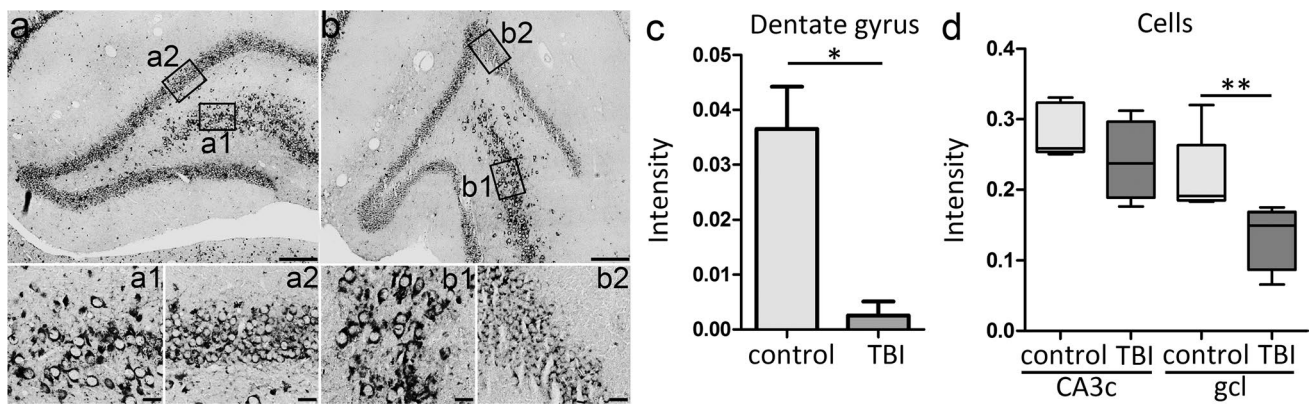 a
a2
a1
b
b2
b1
a1
a2
b1
b2
c
Dentate gyrus
*
Intensity
0.05
0.04
0.03
0.02
0.01
0.00
control TBI
d
Cells
**
Intensity
0.4
0.3
0.2
0.1
0.0
control TBI control TBI
CA3c gcl